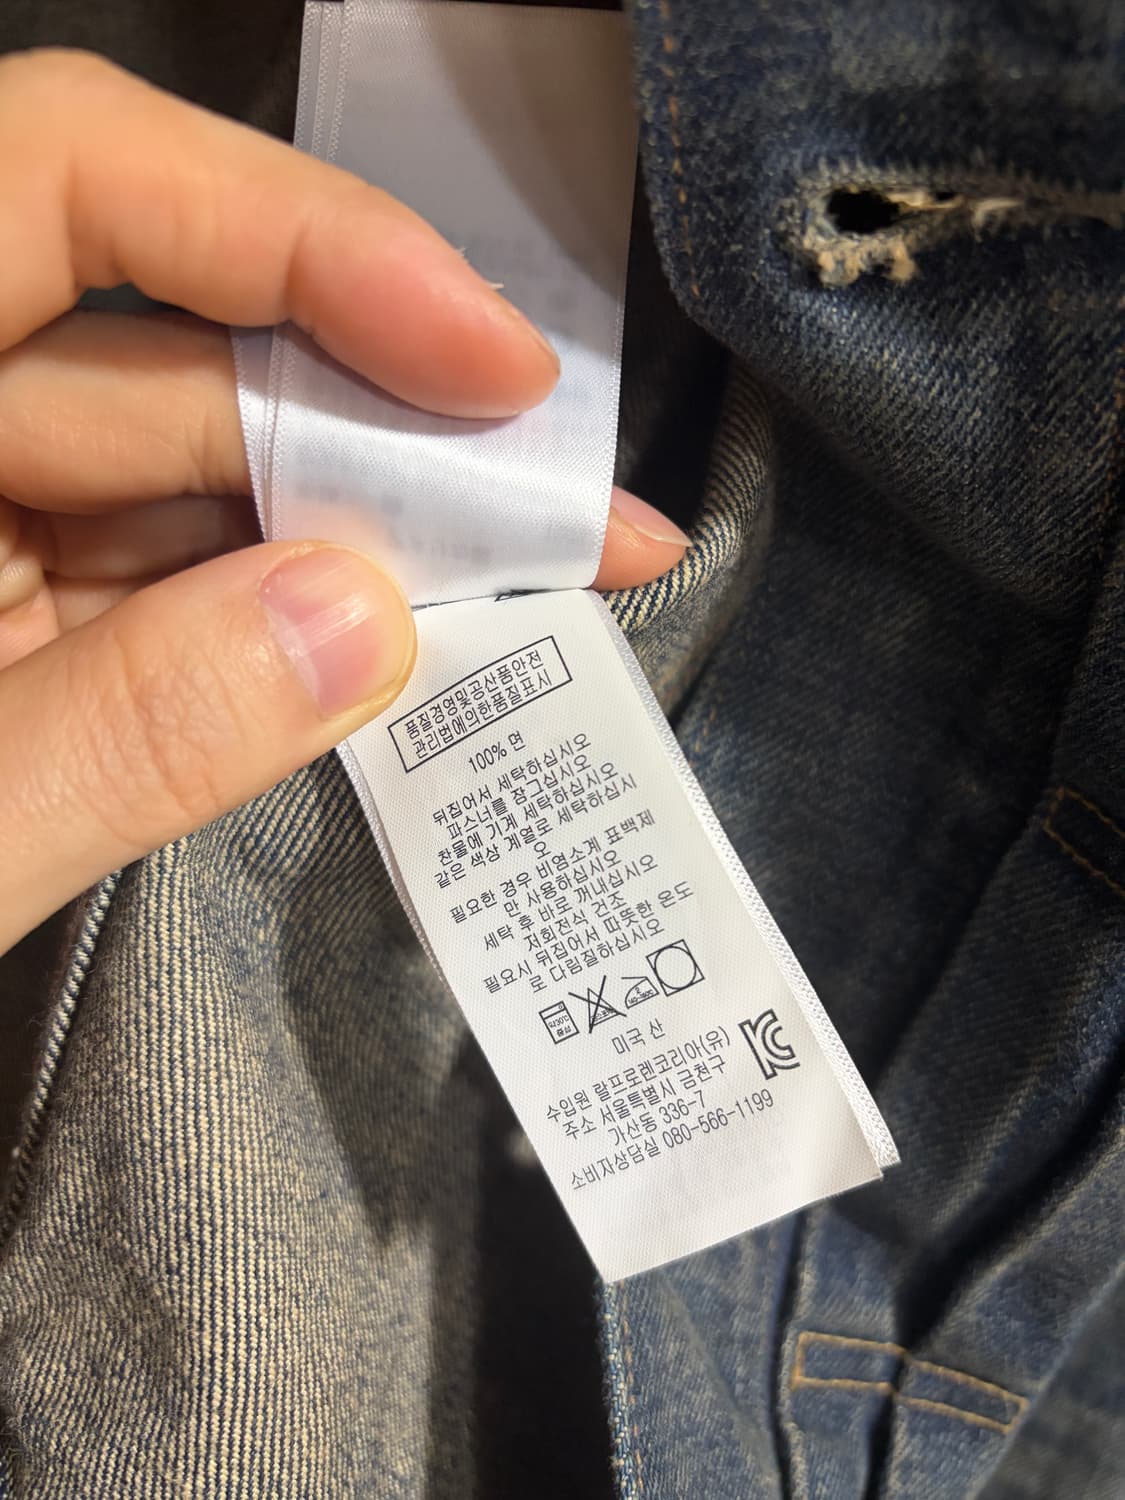 품질경영및공산품안전
관리법에의한품질표시
100% 면
뒤집어서 세탁하십시오
파스너를 잠그십시오
찬물에 기계 세탁하십시오
같은 색상 계열로 세탁하십시
오
필요한 경우 비염소계 표백제
만 사용하십시오
세탁 후 바로 꺼내십시오
저회전식 건조
필요시 뒤집어서 따뜻한 온도
로 다림질하십시오
약30℃
중성
미국 산
수입원 랄프로렌코리아(유)
주소 서울특별시 금천구
가산동 336-7
소비자상담실 080-566-1199